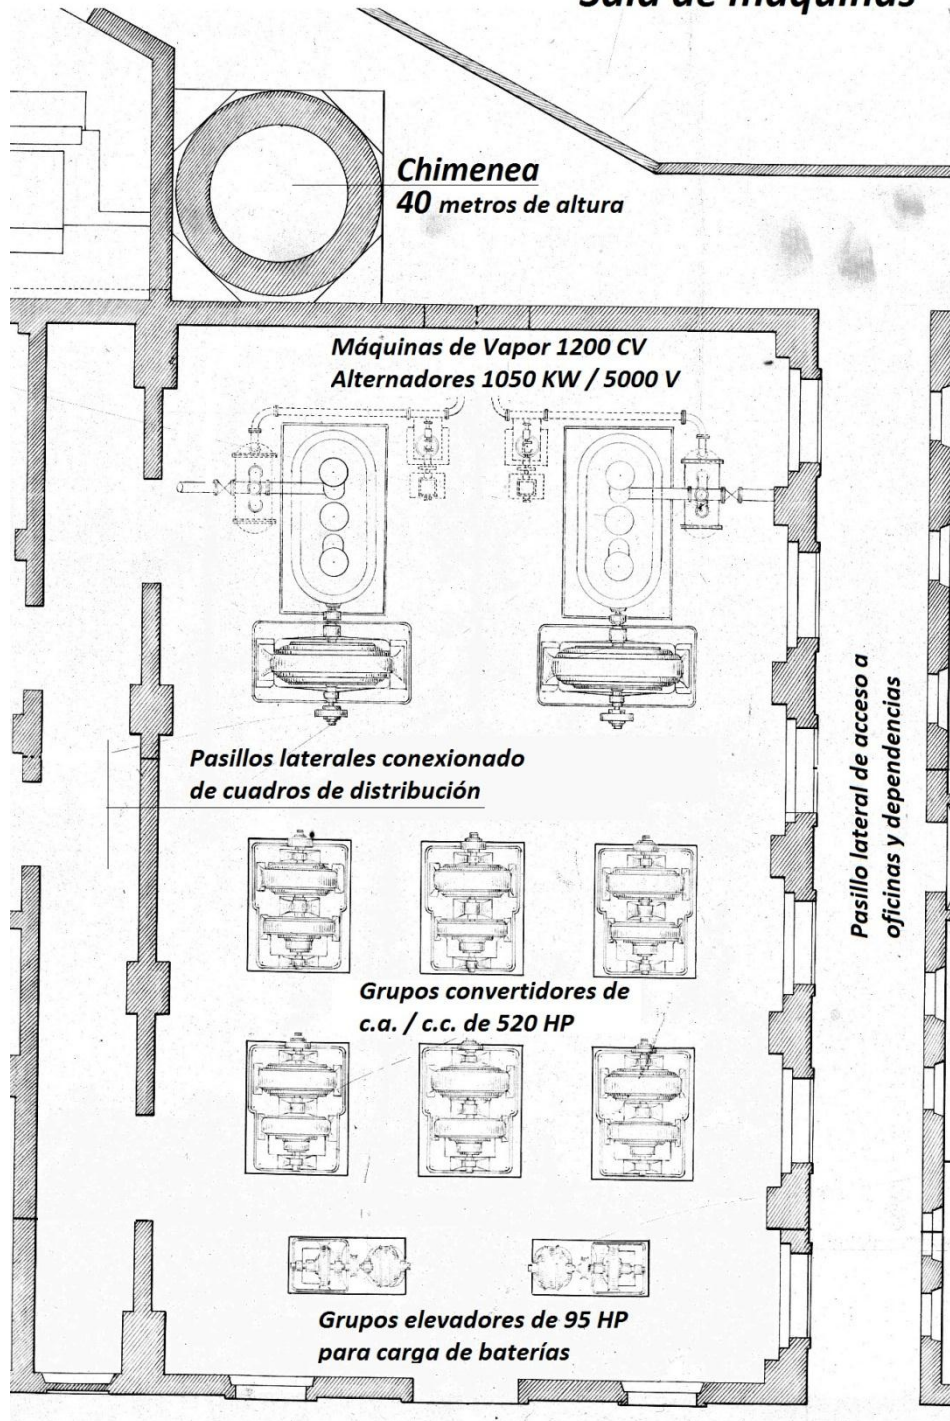 Sala de máquinas
Chimenea
40 metros de altura
Máquinas de Vapor 1200 CV
Alternadores 1050 KW / 5000 V
Pasillos laterales conexionado
de cuadros de distribución
Pasillo lateral de acceso a
oficinas y dependencias
Grupos convertidores de
c.a. / c.c. de 520 HP
Grupos elevadores de 95 HP
para carga de baterías